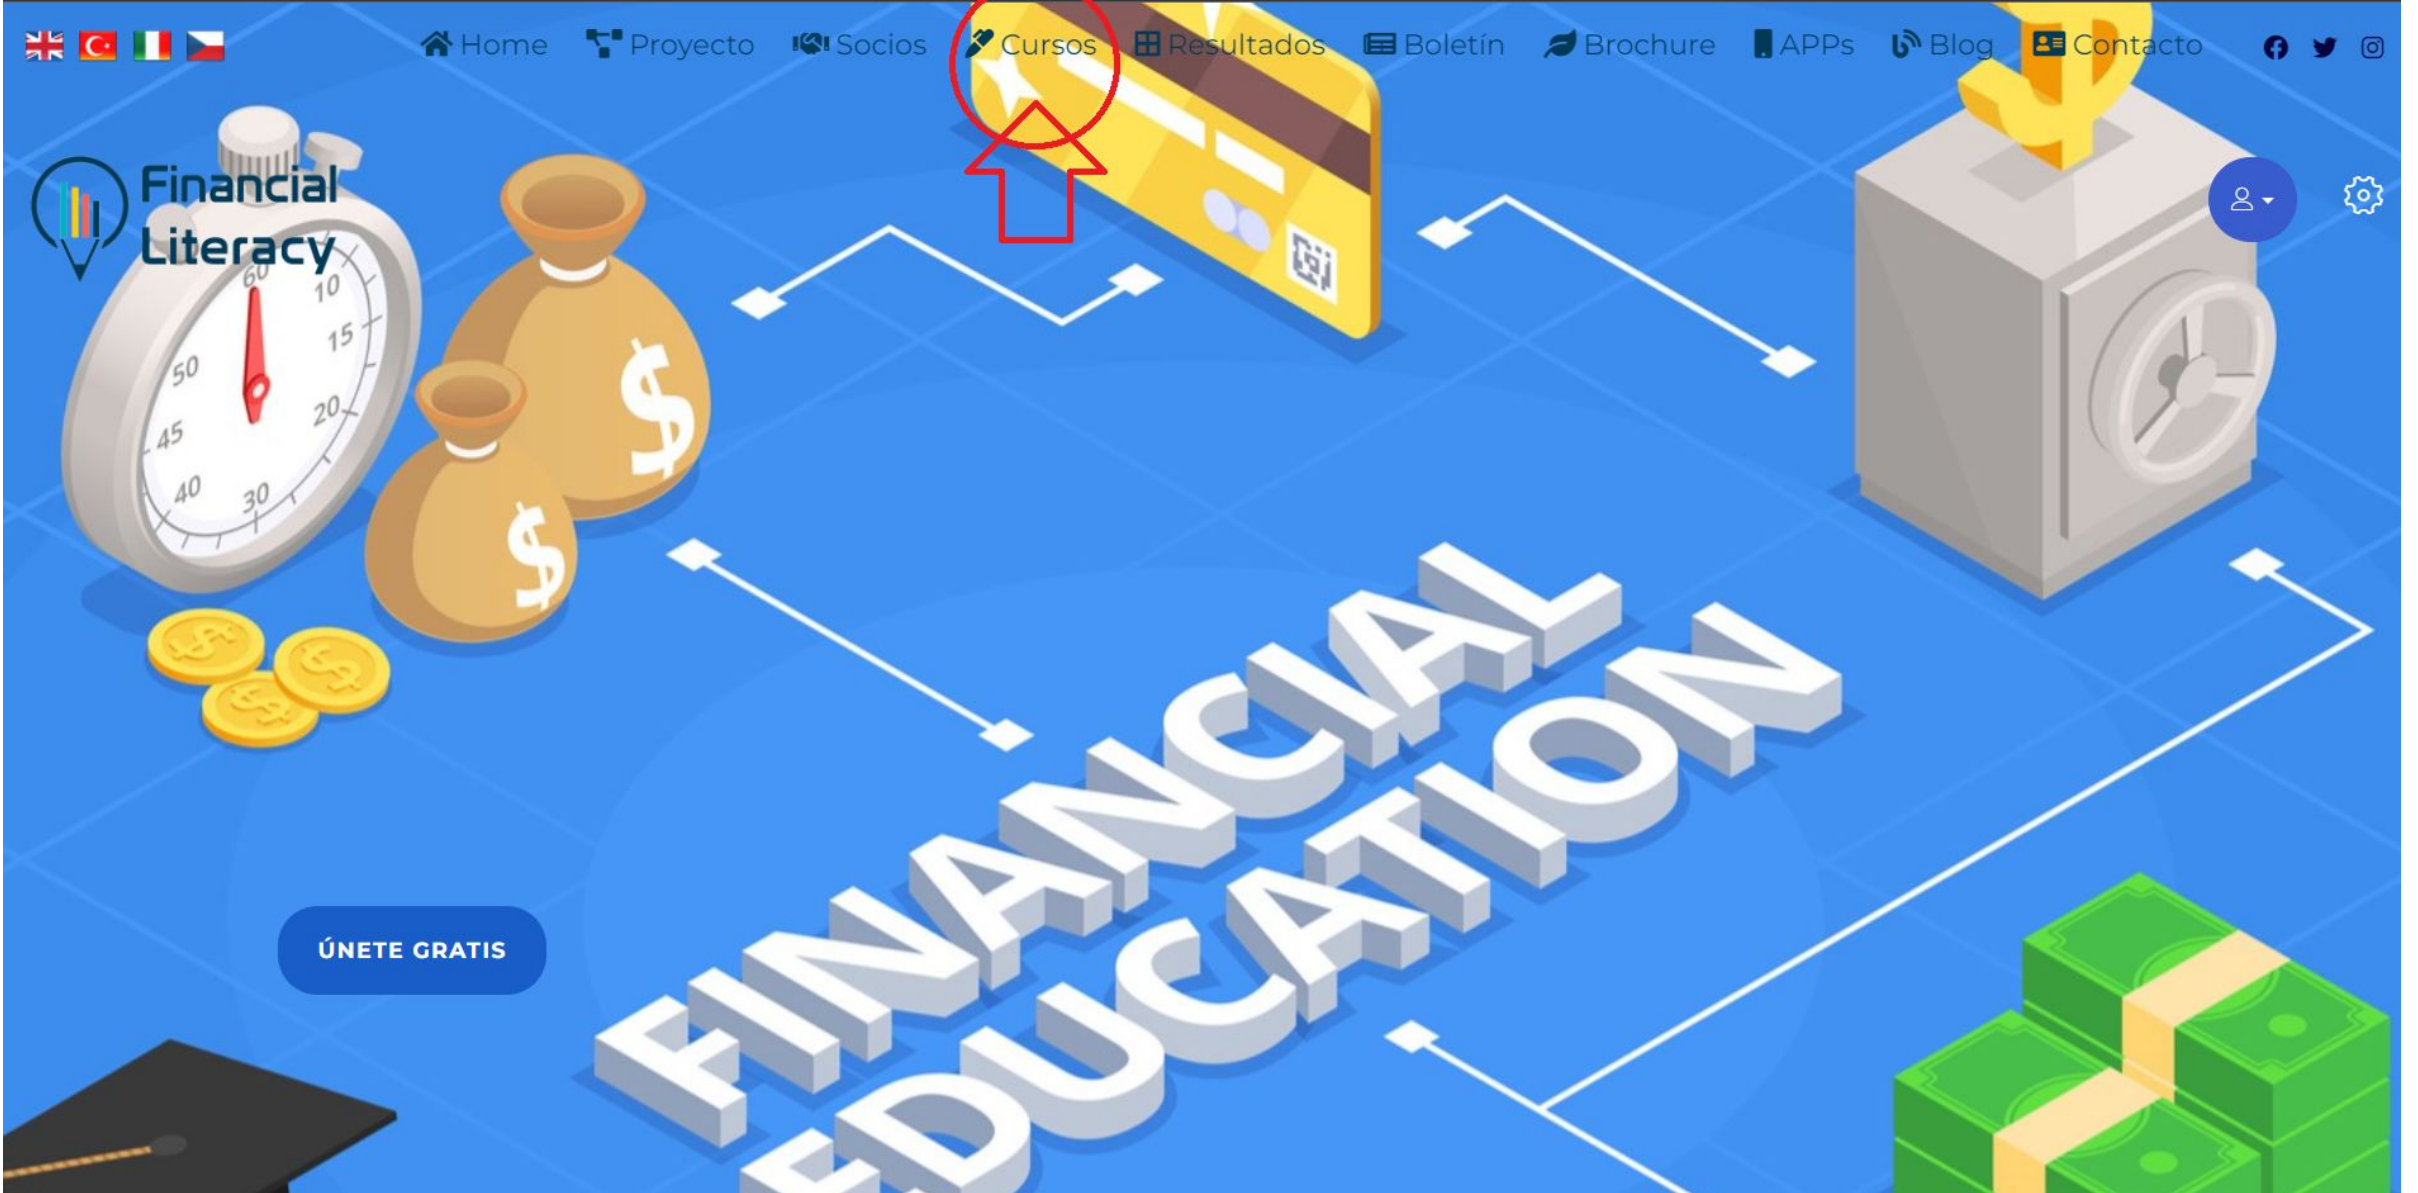 Home Proyecto Socios Cursos Resultados Boletín Brochure APPs Blog Contacto
Financial
Literacy
60
10
15
20
30
40
45
50
$
$
FINANCIAL
EDUCATION
ÚNETE GRATIS